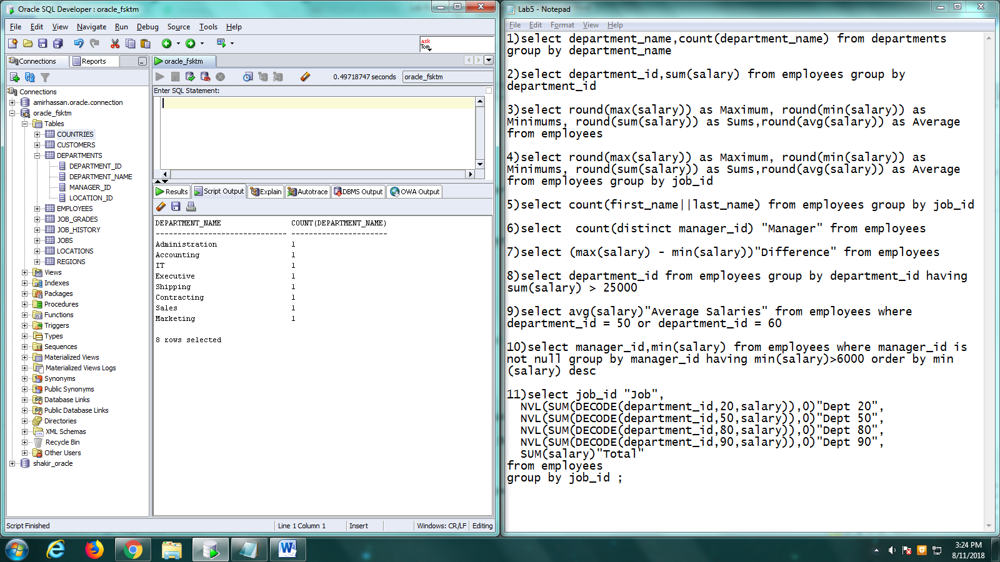 Oracle SQL Developer : oracle_fsktm
File Edit View Navigate Run Debug Source Tools Help
ask
Tom
Connections Reports
Connections
amirhassan.oracle.connection
oracle_fsktm
Tables
COUNTRIES
CUSTOMERS
DEPARTMENTS
DEPARTMENT_ID
DEPARTMENT_NAME
MANAGER_ID
LOCATION_ID
EMPLOYEES
JOB_GRADES
JOB_HISTORY
JOBS
LOCATIONS
REGIONS
Views
Indexes
Packages
Procedures
Functions
Triggers
Types
Sequences
Materialized Views
Materialized Views Logs
Synonyms
Public Synonyms
Database Links
Public Database Links
Directories
XML Schemas
Recycle Bin
Other Users
shakir_oracle
oracle_fsktm
0.49718747 seconds oracle_fsktm
Enter SQL Statement:
Results Script Output Explain Autotrace DBMS Output OWA Output
DEPARTMENT_NAME COUNT(DEPARTMENT_NAME)
------------------------------ ----------------------
Administration 1
Accounting 1
IT 1
Executive 1
Shipping 1
Contracting 1
Sales 1
Marketing 1
8 rows selected
Script Finished Line 1 Column 1 Insert Windows: CR/LF Editing
Lab5 - Notepad
File Edit Format View Help
1)select department_name,count(department_name) from departments
group by department_name
2)select department_id,sum(salary) from employees group by
department_id
3)select round(max(salary)) as Maximum, round(min(salary)) as
Minimums, round(sum(salary)) as Sums,round(avg(salary)) as Average
from employees
4)select round(max(salary)) as Maximum, round(min(salary)) as
Minimums, round(sum(salary)) as Sums,round(avg(salary)) as Average
from employees group by job_id
5)select count(first_name||last_name) from employees group by job_id
6)select  count(distinct manager_id) "Manager" from employees
7)select (max(salary) - min(salary))"Difference" from employees
8)select department_id from employees group by department_id having
sum(salary) > 25000
9)select avg(salary)"Average Salaries" from employees where
department_id = 50 or department_id = 60
10)select manager_id,min(salary) from employees where manager_id is
not null group by manager_id having min(salary)>6000 order by min
(salary) desc
11)select job_id "Job",
NVL(SUM(DECODE(department_id,20,salary)),0)"Dept 20",
NVL(SUM(DECODE(department_id,50,salary)),0)"Dept 50",
NVL(SUM(DECODE(department_id,80,salary)),0)"Dept 80",
NVL(SUM(DECODE(department_id,90,salary)),0)"Dept 90",
SUM(salary)"Total"
from employees
group by job_id ;
3:24 PM
8/11/2018